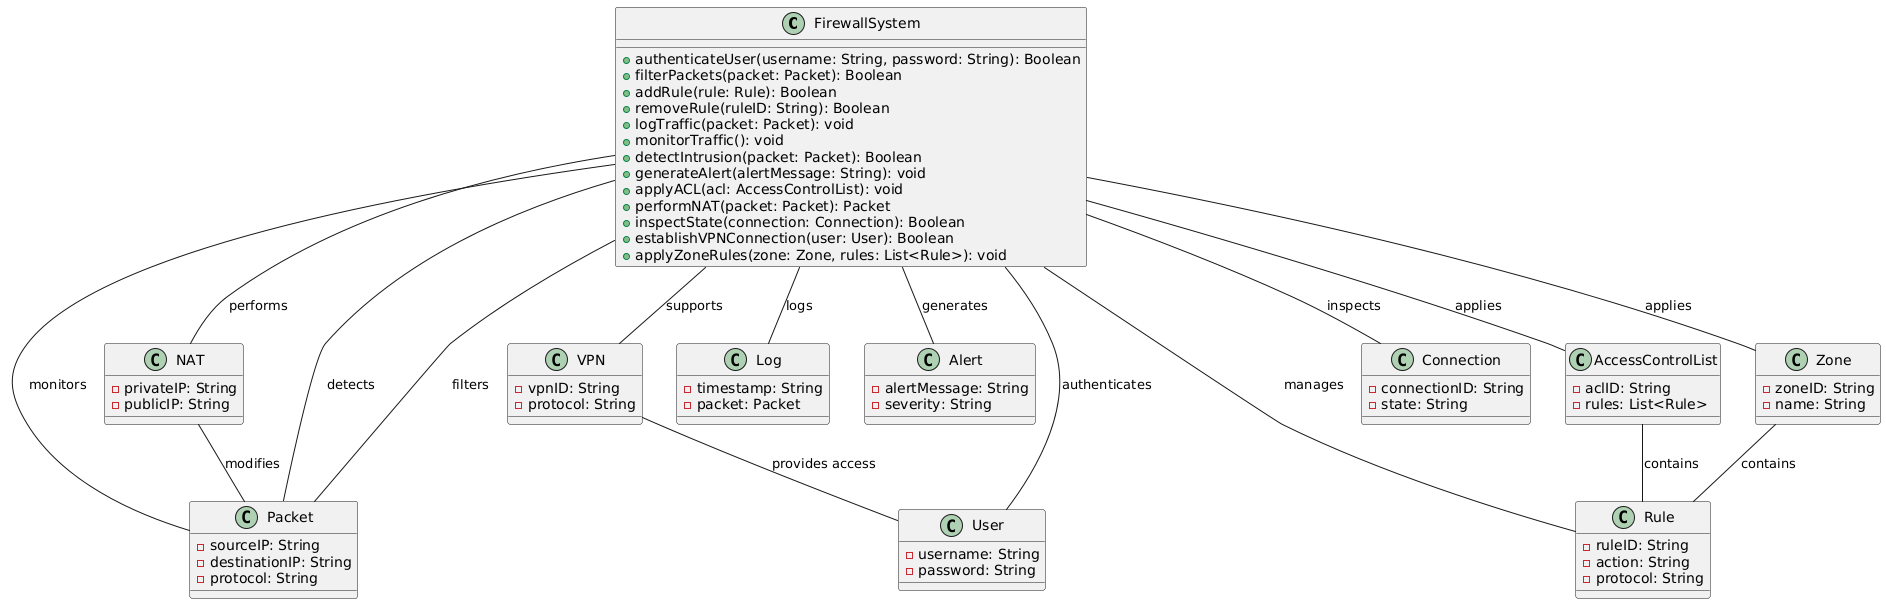 C FirewallSystem
authenticateUser(username: String, password: String): Boolean
filterPackets(packet: Packet): Boolean
addRule(rule: Rule): Boolean
removeRule(ruleID: String): Boolean
logTraffic(packet: Packet): void
monitorTraffic(): void
detectIntrusion(packet: Packet): Boolean
generateAlert(alertMessage: String): void
applyACL(acl: AccessControlList): void
performNAT(packet: Packet): Packet
inspectState(connection: Connection): Boolean
establishVPNConnection(user: User): Boolean
applyZoneRules(zone: Zone, rules: List<Rule>): void
performs
supports
logs
generates
inspects
applies
applies
C NAT
privateIP: String
publicIP: String
C VPN
vpnID: String
protocol: String
C Log
timestamp: String
packet: Packet
C Alert
alertMessage: String
severity: String
C Connection
connectionID: String
state: String
C AccessControlList
aclID: String
rules: List<Rule>
C Zone
zoneID: String
name: String
monitors
detects
filters
authenticates
manages
modifies
provides access
contains
contains
C Packet
sourceIP: String
destinationIP: String
protocol: String
C User
username: String
password: String
C Rule
ruleID: String
action: String
protocol: String